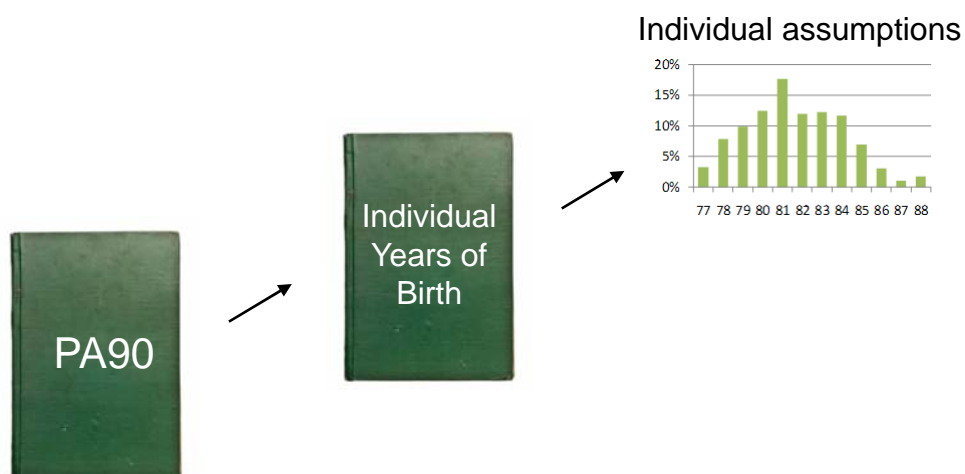 Individual assumptions
20%
15%
10%
5%
0%
77 78 79 80 81 82 83 84 85 86 87 88
Individual
Years of
Birth
PA90